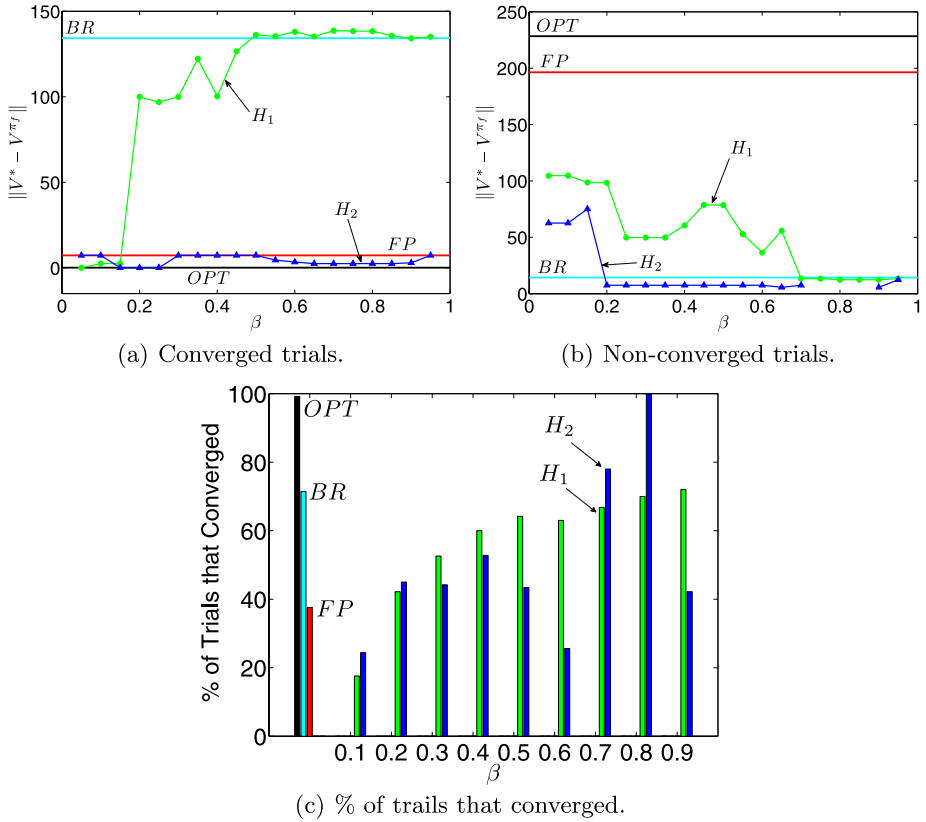 BR
H₁
H₂
FP
OPT
‖V* − V^{π_f}‖
150
100
50
0
0
0.2
0.4
0.6
0.8
1
β
(a) Converged trials.
OPT
FP
H₁
H₂
BR
‖V* − V^{π_f}‖
250
200
150
100
50
0
0
0.2
0.4
0.6
0.8
1
β
(b) Non-converged trials.
% of Trials that Converged
100
80
60
40
20
0
OPT
BR
FP
H₂
H₁
0.1 0.2 0.3 0.4 0.5 0.6 0.7 0.8 0.9
β
(c) % of trails that converged.